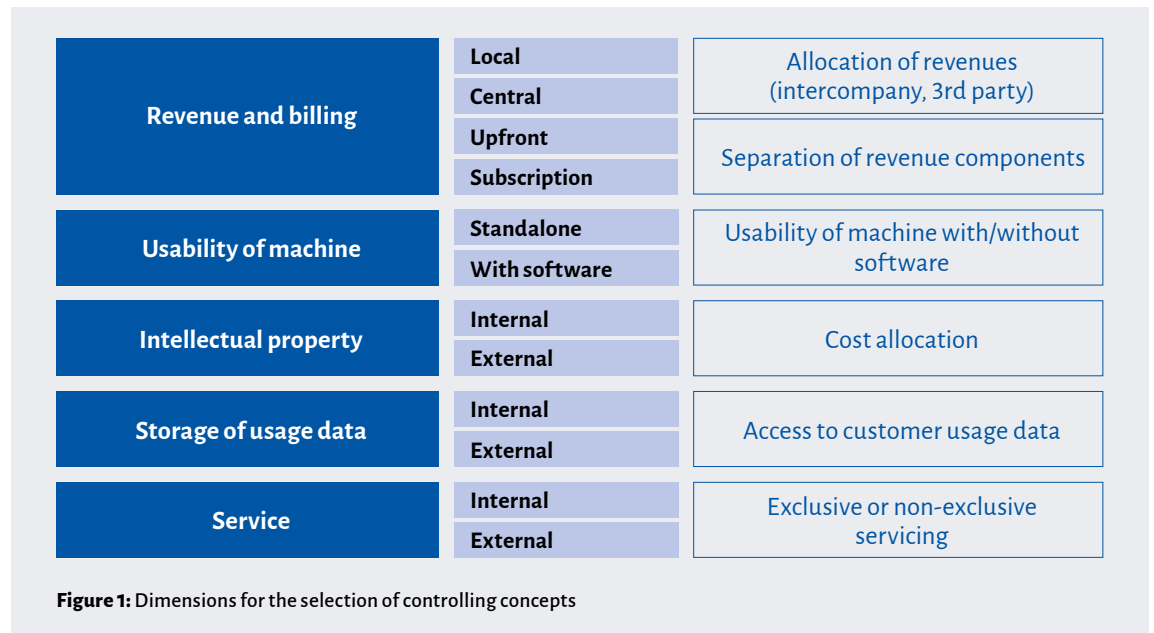 Revenue and billing
Local
Central
Upfront
Subscription
Allocation of revenues
(intercompany, 3rd party)
Separation of revenue components
Usability of machine
Standalone
With software
Usability of machine with/without
software
Intellectual property
Internal
External
Cost allocation
Storage of usage data
Internal
External
Access to customer usage data
Service
Internal
External
Exclusive or non-exclusive
servicing
Figure 1: Dimensions for the selection of controlling concepts